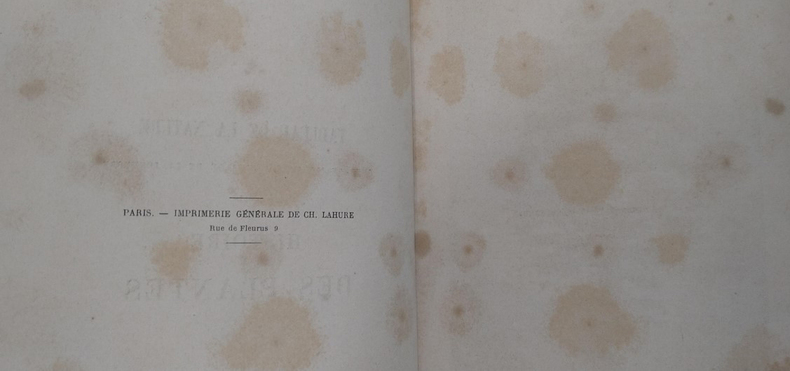 PARIS. — IMPRIMERIE GÉNÉRALE DE CH. LAHURE
Rue de Fleurus 9